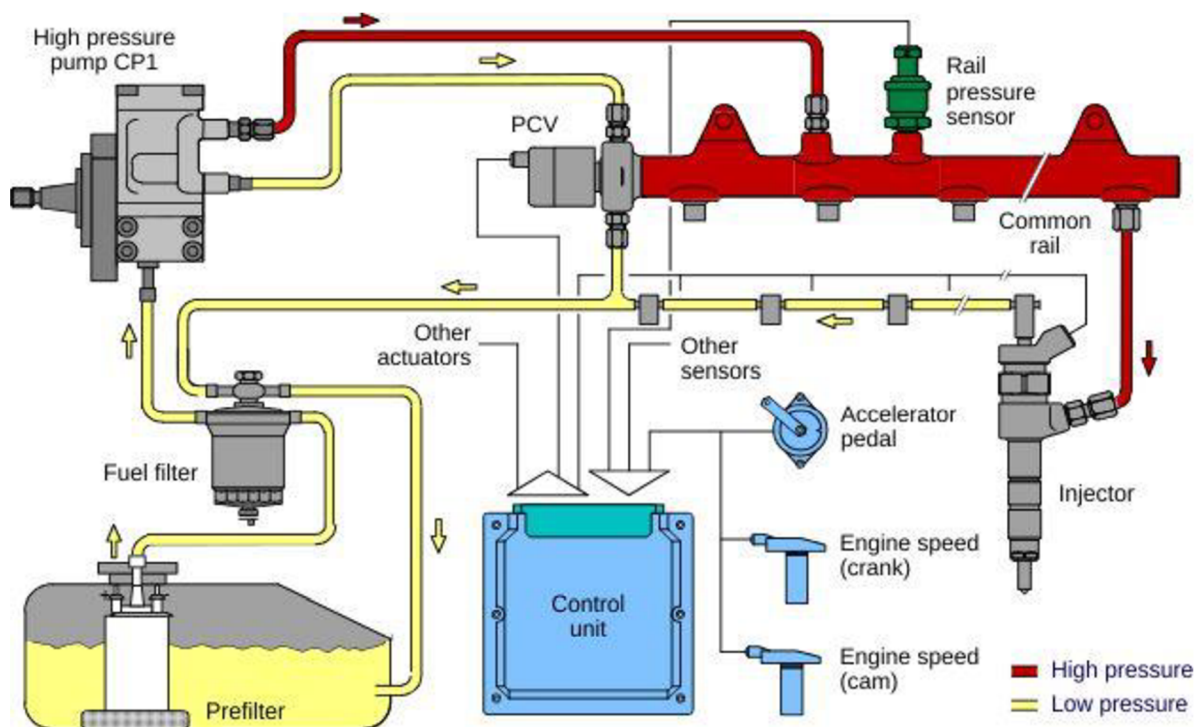 High pressure
pump CP1
PCV
Rail
pressure
sensor
Common
rail
Other
actuators
Other
sensors
Accelerator
pedal
Fuel filter
Injector
Engine speed
(crank)
Control
unit
Engine speed
(cam)
Prefilter
High pressure
Low pressure